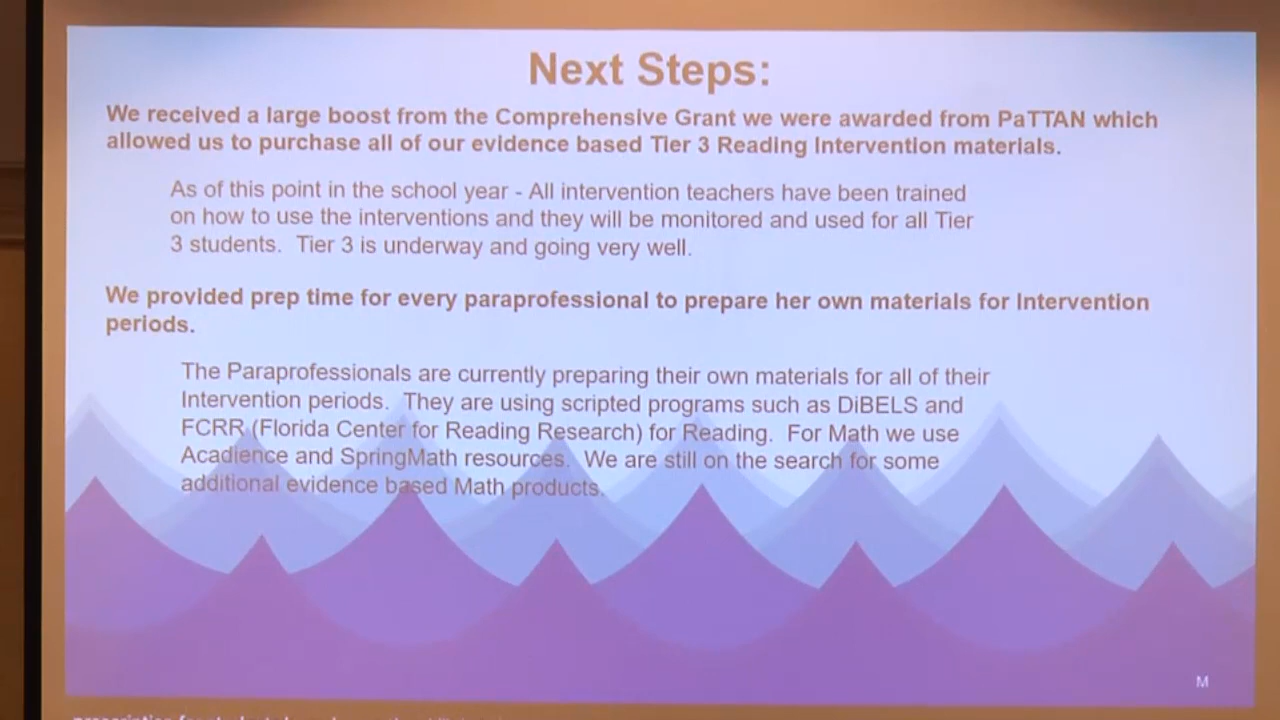 Next Steps:
We received a large boost from the Comprehensive Grant we were awarded from PaTTAN which
allowed us to purchase all of our evidence based Tier 3 Reading Intervention materials.
As of this point in the school year - All intervention teachers have been trained
on how to use the interventions and they will be monitored and used for all Tier
3 students.  Tier 3 is underway and going very well.
We provided prep time for every paraprofessional to prepare her own materials for Intervention
periods.
The Paraprofessionals are currently preparing their own materials for all of their
Intervention periods.  They are using scripted programs such as DiBELS and
FCRR (Florida Center for Reading Research) for Reading.  For Math we use
Acadience and SpringMath resources.  We are still on the search for some
additional evidence based Math products.
M